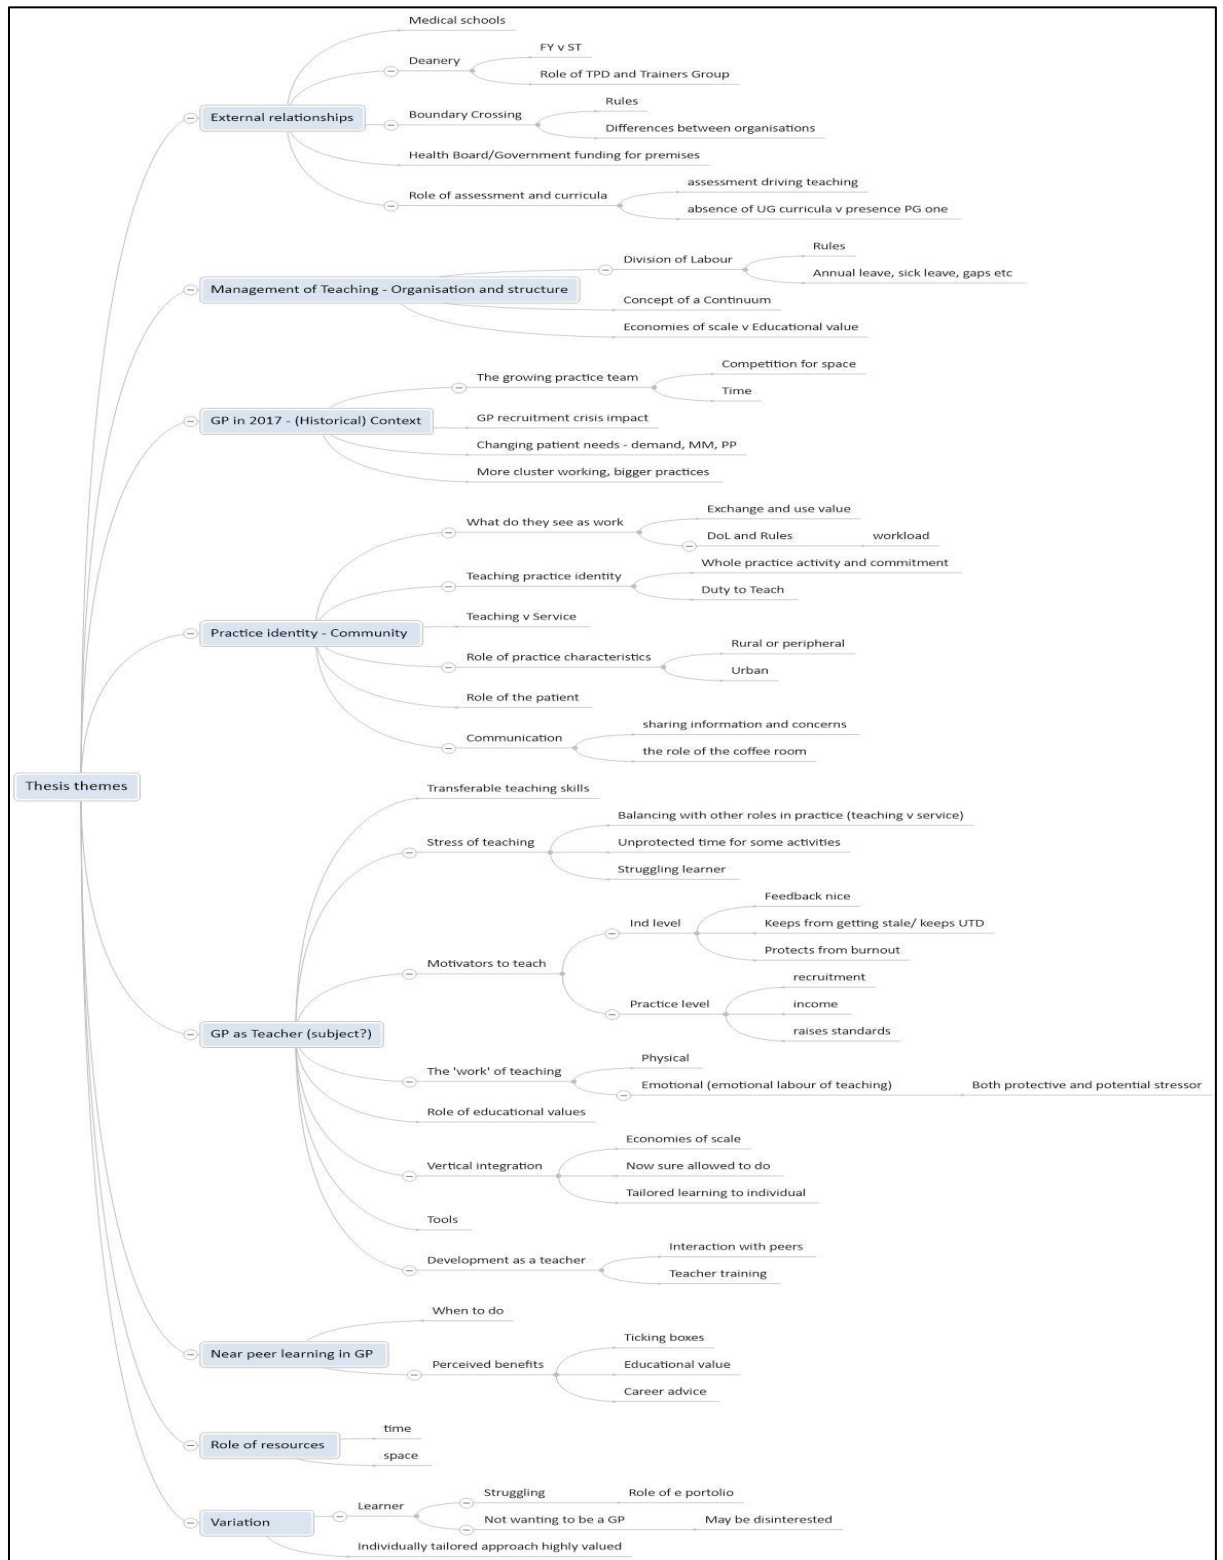 Thesis themes
External relationships
Medical schools
Deanery
FY v ST
Role of TPD and Trainers Group
Boundary Crossing
Rules
Differences between organisations
Health Board/Government funding for premises
Role of assessment and curricula
assessment driving teaching
absence of UG curricula v presence PG one
Management of Teaching - Organisation and structure
Division of Labour
Rules
Annual leave, sick leave, gaps etc
Concept of a Continuum
Economies of scale v Educational value
GP in 2017 - (Historical) Context
The growing practice team
Competition for space
Time
GP recruitment crisis impact
Changing patient needs - demand, MM, PP
More cluster working, bigger practices
Practice identity - Community
What do they see as work
Exchange and use value
DoL and Rules
workload
Teaching practice identity
Whole practice activity and commitment
Duty to Teach
Teaching v Service
Role of practice characteristics
Rural or peripheral
Urban
Role of the patient
Communication
sharing information and concerns
the role of the coffee room
GP as Teacher (subject?)
Transferable teaching skills
Stress of teaching
Balancing with other roles in practice (teaching v service)
Unprotected time for some activities
Struggling learner
Motivators to teach
Ind level
Feedback nice
Keeps from getting stale/ keeps UTD
Protects from burnout
Practice level
recruitment
income
raises standards
The 'work' of teaching
Physical
Emotional (emotional labour of teaching)
Both protective and potential stressor
Role of educational values
Vertical integration
Economies of scale
Now sure allowed to do
Tailored learning to individual
Tools
Development as a teacher
Interaction with peers
Teacher training
Near peer learning in GP
When to do
Perceived benefits
Ticking boxes
Educational value
Career advice
Role of resources
time
space
Variation
Learner
Struggling
Role of e portolio
Not wanting to be a GP
May be disinterested
Individually tailored approach highly valued